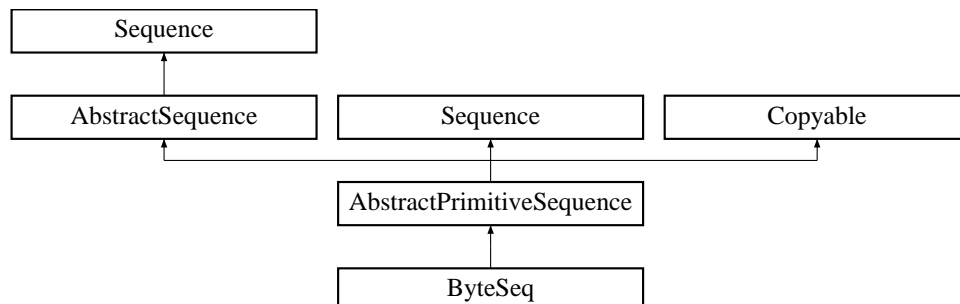 Sequence
AbstractSequence
Sequence
Copyable
AbstractPrimitiveSequence
ByteSeq